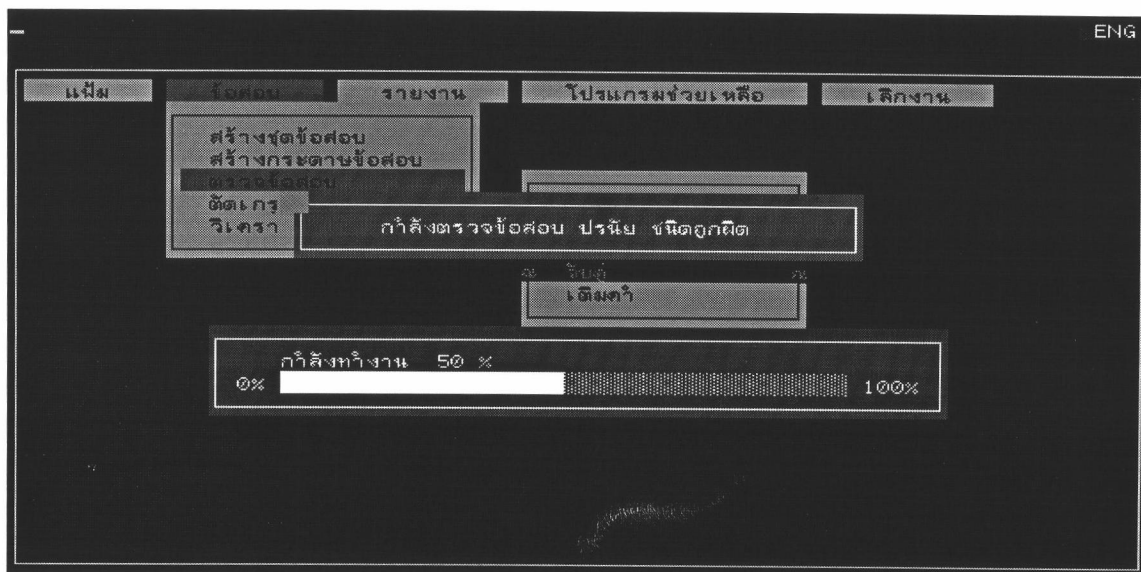 ENG
แฟ้ม ข้อสอบ รายงาน โปรแกรมช่วยเหลือ เลิกงาน
สร้างชุดข้อสอบ
สร้างกระดาษข้อสอบ
ตรวจข้อสอบ
ตัดเกร
วิเครา
กำลังตรวจข้อสอบ ปรนัย ชนิดถูกผิด
จับคู่
เติมคำ
กำลังทำงาน 50 %
0% 100%